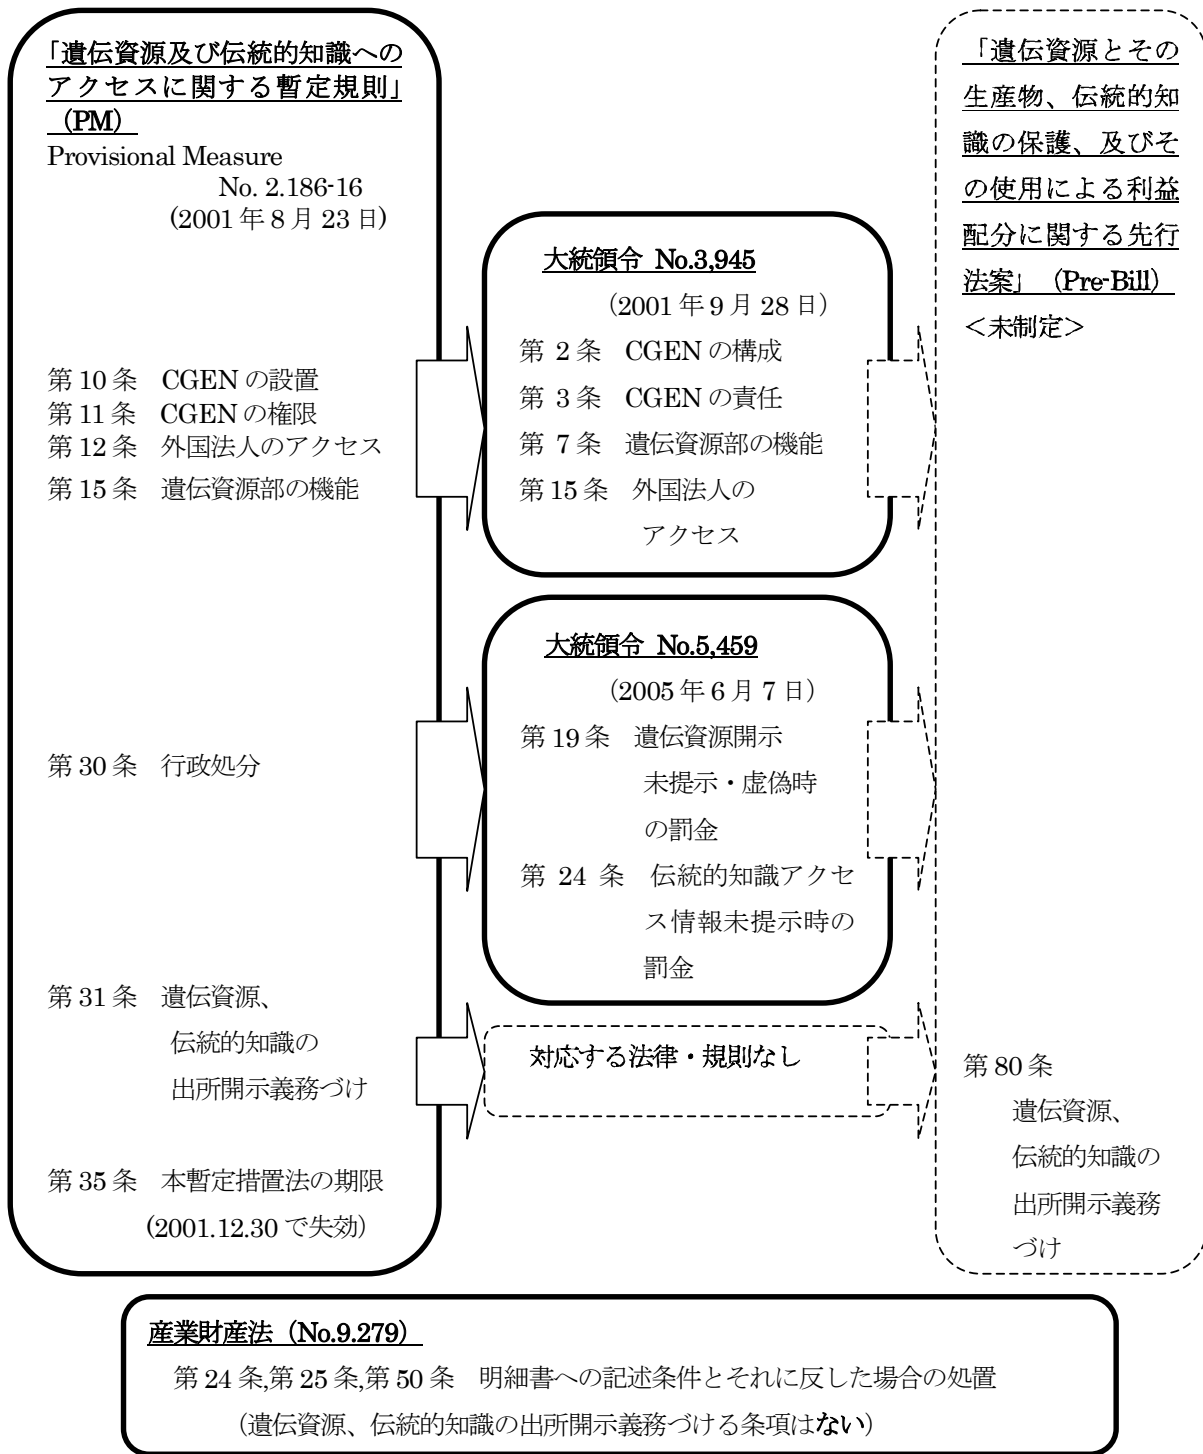 「遺伝資源及び伝統的知識への
アクセスに関する暫定規則」
（PM）
Provisional Measure
No. 2.186-16
(2001年8月23日)
第10条　CGENの設置
第11条　CGENの権限
第12条　外国法人のアクセス
第15条　遺伝資源部の機能
第30条　行政処分
第31条　遺伝資源、
伝統的知識の
出所開示義務づけ
第35条　本暫定措置法の期限
(2001.12.30で失効)
大統領令 No.3,945
（2001年9月28日）
第 2条　CGENの構成
第 3条　CGENの責任
第 7条　遺伝資源部の機能
第15条　外国法人の
アクセス
大統領令 No.5,459
（2005年6月7日）
第19条　遺伝資源開示
未提示・虚偽時
の罰金
第 24 条　伝統的知識アクセ
ス情報未提示時の
罰金
対応する法律・規則なし
「遺伝資源とその
生産物、伝統的知
識の保護、及びそ
の使用による利益
配分に関する先行
法案」（Pre-Bill）
＜未制定＞
第80条
遺伝資源、
伝統的知識の
出所開示義務
づけ
産業財産法（No.9.279）
第24条,第25条,第50条　明細書への記述条件とそれに反した場合の処置
（遺伝資源、伝統的知識の出所開示義務づける条項はない）